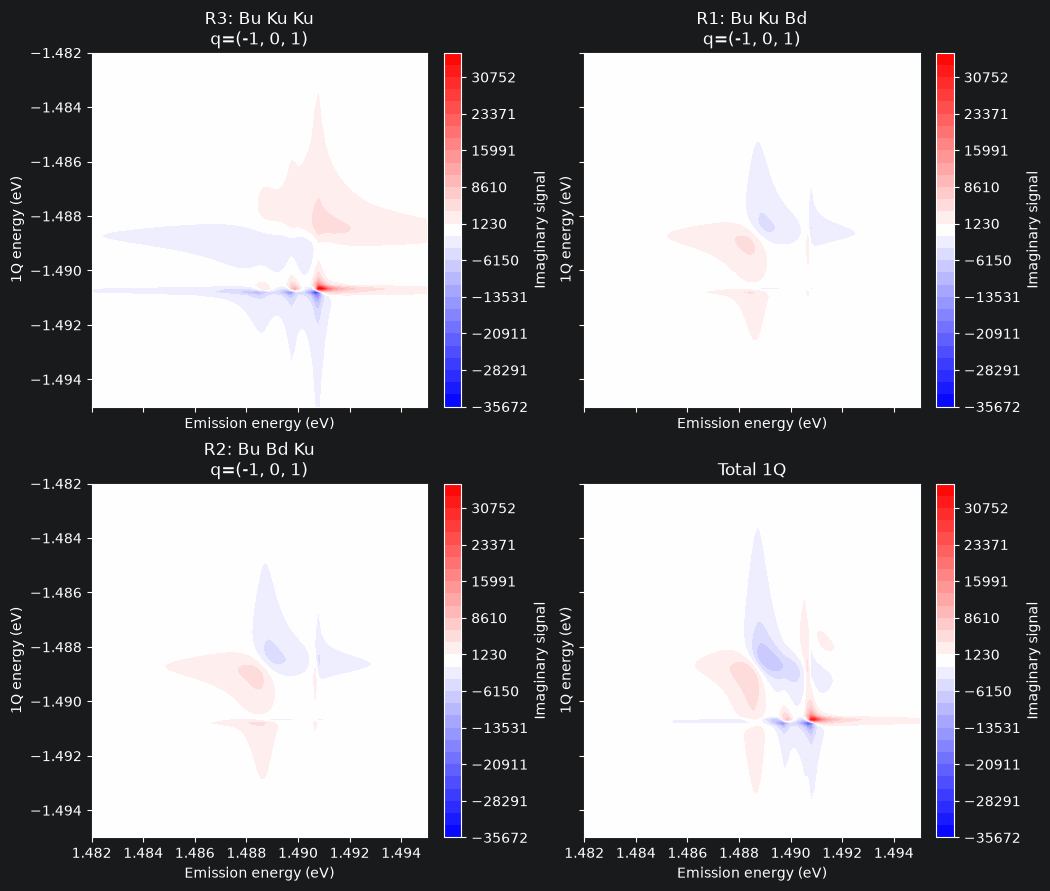 R3: Bu Ku Ku
q=(-1, 0, 1)
−1.482
−1.484
−1.486
−1.488
−1.490
−1.492
−1.494
1Q energy (eV)
Emission energy (eV)
30752
23371
15991
8610
1230
−6150
−13531
−20911
−28291
−35672
Imaginary signal
R1: Bu Ku Bd
q=(-1, 0, 1)
1Q energy (eV)
Emission energy (eV)
30752
23371
15991
8610
1230
−6150
−13531
−20911
−28291
−35672
Imaginary signal
R2: Bu Bd Ku
q=(-1, 0, 1)
−1.482
−1.484
−1.486
−1.488
−1.490
−1.492
−1.494
1Q energy (eV)
1.482 1.484 1.486 1.488 1.490 1.492 1.494
Emission energy (eV)
30752
23371
15991
8610
1230
−6150
−13531
−20911
−28291
−35672
Imaginary signal
Total 1Q
1Q energy (eV)
1.482 1.484 1.486 1.488 1.490 1.492 1.494
Emission energy (eV)
30752
23371
15991
8610
1230
−6150
−13531
−20911
−28291
−35672
Imaginary signal